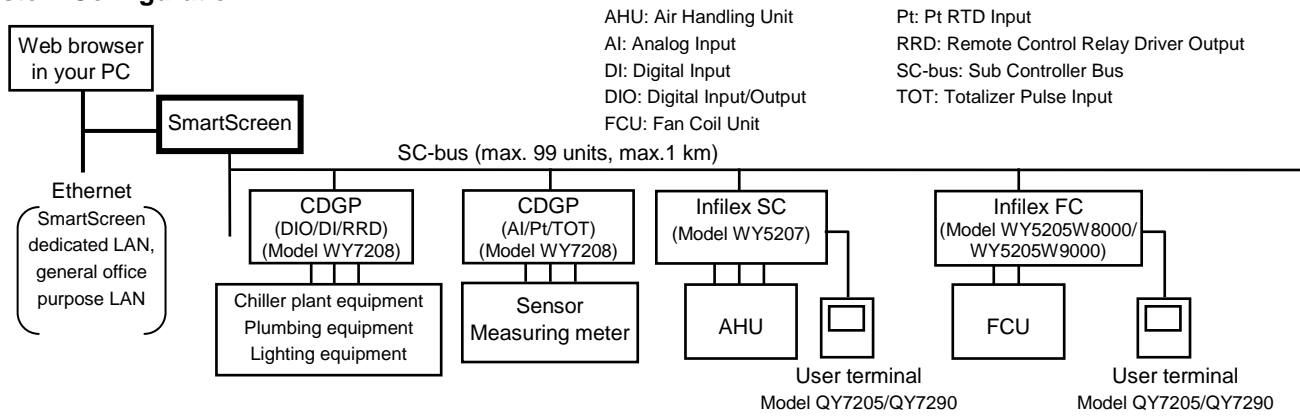 AHU: Air Handling Unit
AI: Analog Input
DI: Digital Input
DIO: Digital Input/Output
FCU: Fan Coil Unit
Pt: Pt RTD Input
RRD: Remote Control Relay Driver Output
SC-bus: Sub Controller Bus
TOT: Totalizer Pulse Input
Web browser
in your PC
SmartScreen
SC-bus (max. 99 units, max.1 km)
Ethernet
SmartScreen
dedicated LAN,
general office
purpose LAN
CDGP
(DIO/DI/RRD)
(Model WY7208)
Chiller plant equipment
Plumbing equipment
Lighting equipment
CDGP
(AI/Pt/TOT)
(Model WY7208)
Sensor
Measuring meter
Infilex SC
(Model WY5207)
AHU
User terminal
Model QY7205/QY7290
Infilex FC
(Model WY5205W8000/
WY5205W9000)
FCU
User terminal
Model QY7205/QY7290